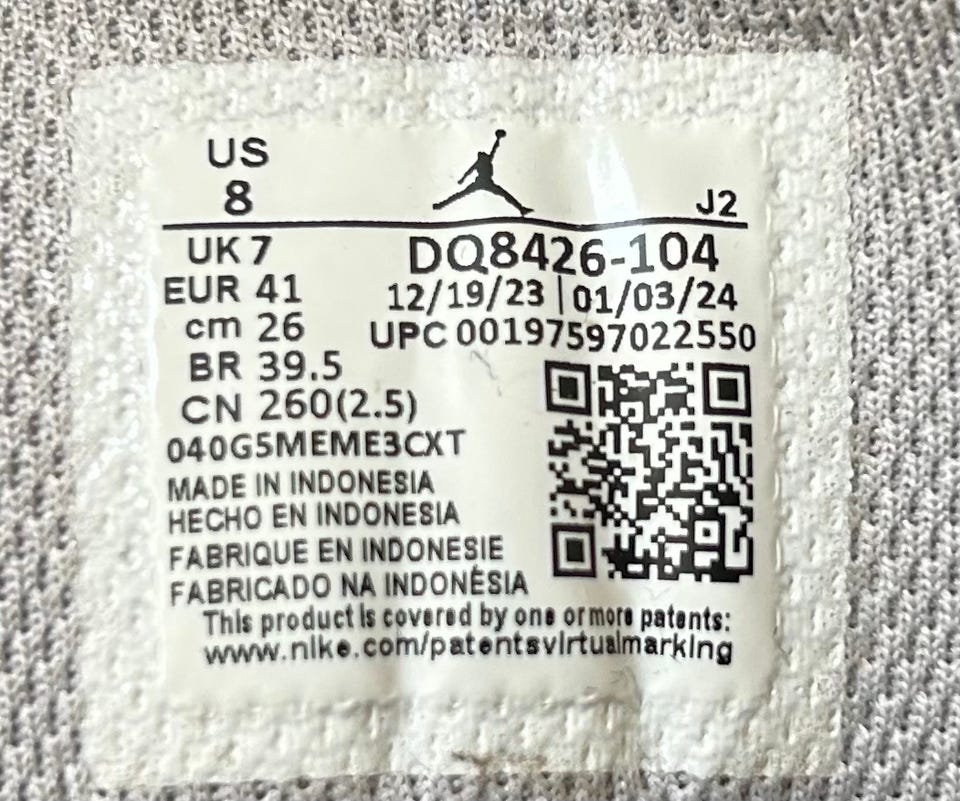 US
8
J2
UK 7
DQ8426-104
EUR 41
12/19/23 | 01/03/24
cm 26
UPC 00197597022550
BR 39.5
CN 260(2.5)
040G5MEME3CXT
MADE IN INDONESIA
HECHO EN INDONESIA
FABRIQUE EN INDONESIE
FABRICADO NA INDONÉSIA
This product is covered by one or more patents:
www.nike.com/patentsvirtualmarking